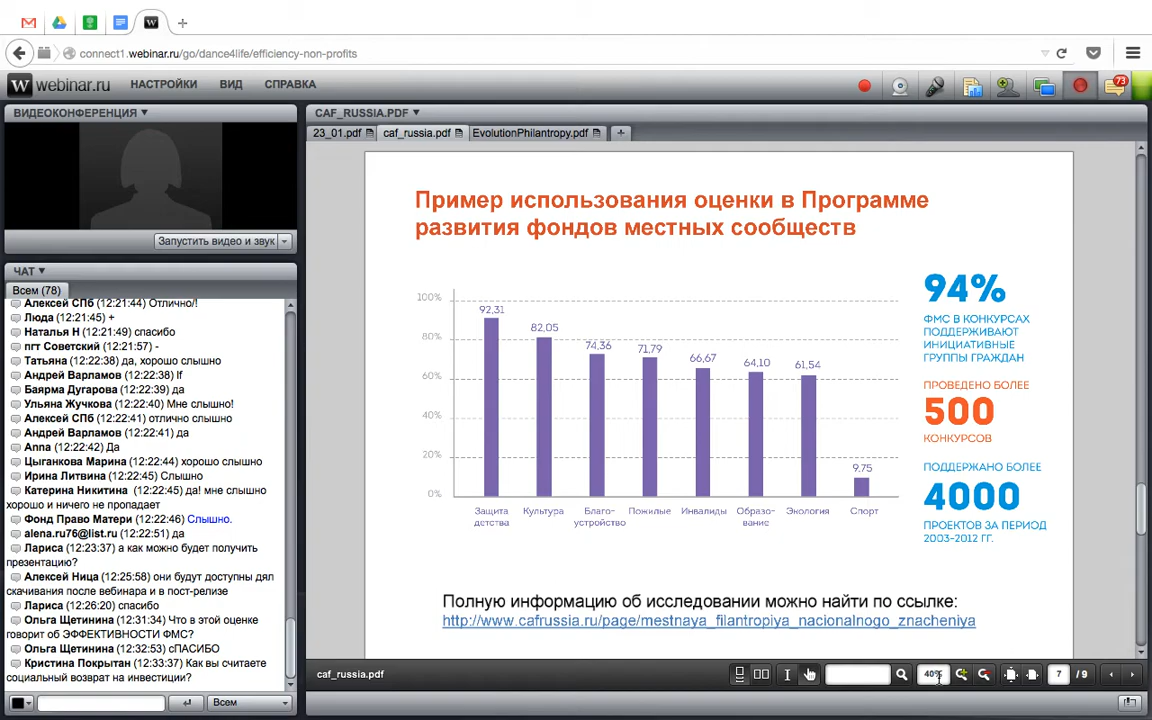 connect1.webinar.ru/go/dance4life/efficiency-non-profits
W webinar.ru НАСТРОЙКИ ВИД СПРАВКА 73
ВИДЕОКОНФЕРЕНЦИЯ
Запустить видео и звук
ЧАТ
Всем (78)
Алексей СПб (12:21:44) Отлично/!
Люда (12:21:45) +
Наталья Н (12:21:49) спасибо
пгт Советский (12:21:57) -
Татьяна (12:22:38) да, хорошо слышно
Андрей Варламов (12:22:38) lf
Баярма Дугарова (12:22:39) да
Ульяна Жучкова (12:22:40) Мне слышно!
Алексей СПб (12:22:41) отлично слышно
Андрей Варламов (12:22:41) да
Anna (12:22:42) Да
Цыганкова Марина (12:22:44) хорошо слышно
Ирина Литвина (12:22:45) Слышно
Катерина Никитина (12:22:45) да! мне слышно
хорошо и ничего не пропадает
Фонд Право Матери (12:22:46) Слышно.
alena.ru76@list.ru (12:22:51) да
Лариса (12:23:37) а как можно будет получить
презентацию?
Алексей Ница (12:25:58) они будут доступны дял
скачивания после вебинара и в пост-релизе
Лариса (12:26:20) спасибо
Ольга Щетинина (12:31:34) Что в этой оценке
говорит об ЭФФЕКТИВНОСТИ ФМС?
Ольга Щетинина (12:32:53) сПАСИБО
Кристина Покрытан (12:33:37) Как вы считаете
социальный возврат на инвестиции?
Всем
CAF_RUSSIA.PDF
23_01.pdf caf_russia.pdf EvolutionPhilantropy.pdf +
Пример использования оценки в Программе
развития фондов местных сообществ
100%
80%
60%
40%
20%
0%
92,31
82,05
74,36
71,79
66,67
64,10
61,54
9.75
Защита
детства
Культура
Благо-
устройство
Пожилые
Инвалиды
Образо-
вание
Экология
Спорт
94%
ФМС В КОНКУРСАХ
ПОДДЕРЖИВАЮТ
ИНИЦИАТИВНЫЕ
ГРУППЫ ГРАЖДАН
ПРОВЕДЕНО БОЛЕЕ
500
КОНКУРСОВ
ПОДДЕРЖАНО БОЛЕЕ
4000
ПРОЕКТОВ ЗА ПЕРИОД
2003-2012 ГГ.
Полную информацию об исследовании можно найти по ссылке:
http://www.cafrussia.ru/page/mestnaya_filantropiya_nacionalnogo_znacheniya
caf_russia.pdf 40% 7 / 9